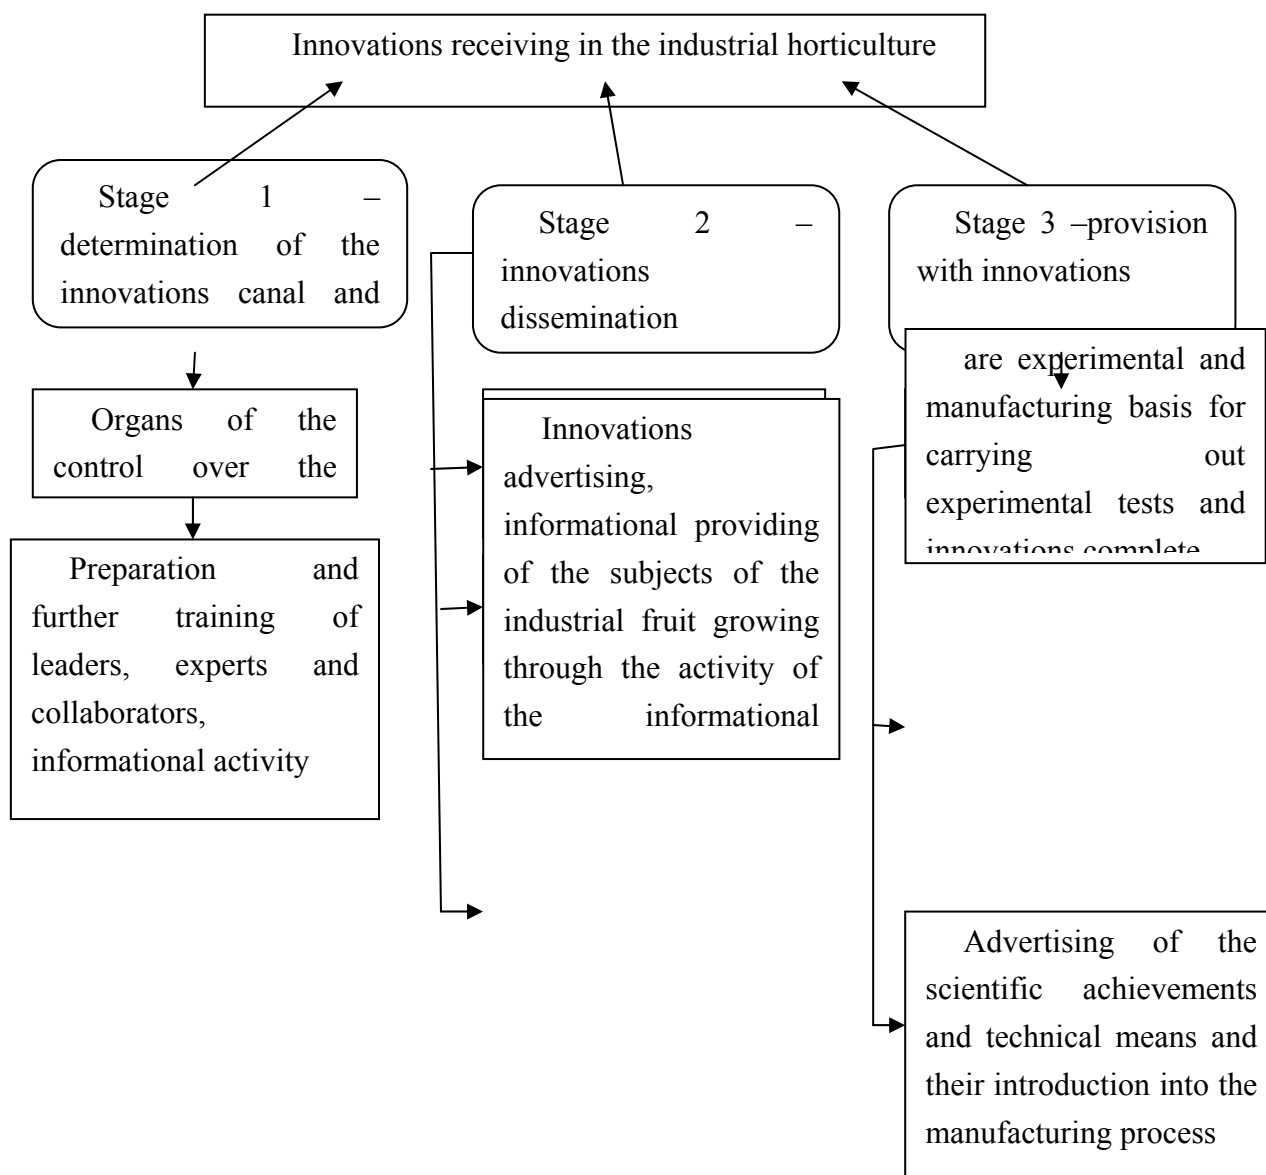 Innovations receiving in the industrial horticulture
Stage 1 –
determination of the
innovations canal and
Stage 2 –
innovations
dissemination
Stage 3 –provision
with innovations
Organs of the
control over the
Preparation and
further training of
leaders, experts and
collaborators,
informational activity
Innovations
advertising,
informational providing
of the subjects of the
industrial fruit growing
through the activity of
the informational
are experimental and
manufacturing basis for
carrying out
experimental tests and
innovations complete
Advertising of the
scientific achievements
and technical means and
their introduction into the
manufacturing process